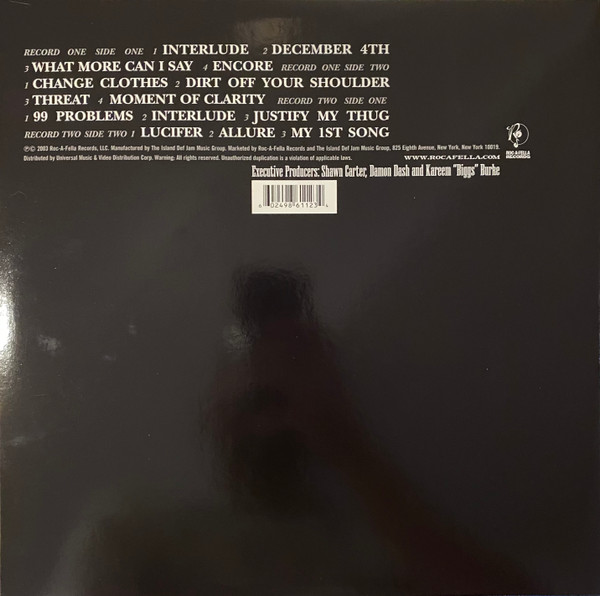 RECORD ONE SIDE ONE 1 INTERLUDE 2 DECEMBER 4TH
3 WHAT MORE CAN I SAY 4 ENCORE RECORD ONE SIDE TWO
1 CHANGE CLOTHES 2 DIRT OFF YOUR SHOULDER
3 THREAT 4 MOMENT OF CLARITY RECORD TWO SIDE ONE
1 99 PROBLEMS 2 INTERLUDE 3 JUSTIFY MY THUG
RECORD TWO SIDE TWO 1 LUCIFER 2 ALLURE 3 MY 1ST SONG
℗© 2003 Roc-A-Fella Records, LLC. Manufactured by The Island Def Jam Music Group. Marketed by Roc-A-Fella Records and The Island Def Jam Music Group. 825 Eighth Avenue, New York, New York 10019.
Distributed by Universal Music & Video Distribution Corp. Warning: All rights reserved. Unauthorized duplication is a violation of applicable laws. WWW.ROCAFELLA.COM
ROC-A-FELLA
RECORDS
Executive Producers: Shawn Carter, Damon Dash and Kareem "Biggs" Burke
6 02498 61123 4